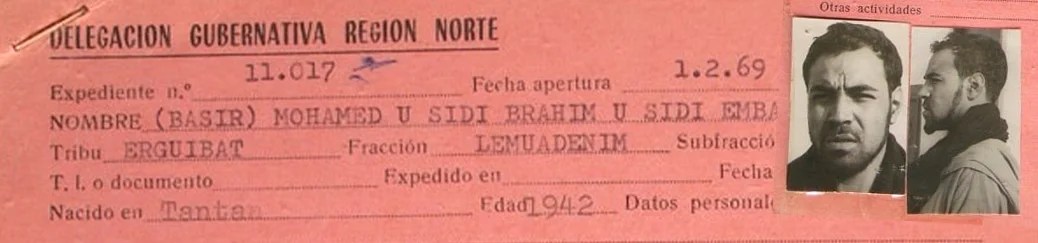 Otras actividades
DELEGACION GUBERNATIVA REGION NORTE
Expediente n.º 11.017 Fecha apertura 1.2.69
NOMBRE (BASIR) MOHAMED U SIDI BRAHIM U SIDI EMBA
Tribu ERGUIBAT Fracción LEMUADENIM Subfracció
T. I. o documento Expedido en Fecha
Nacido en Tantan Edad 1942 Datos personal